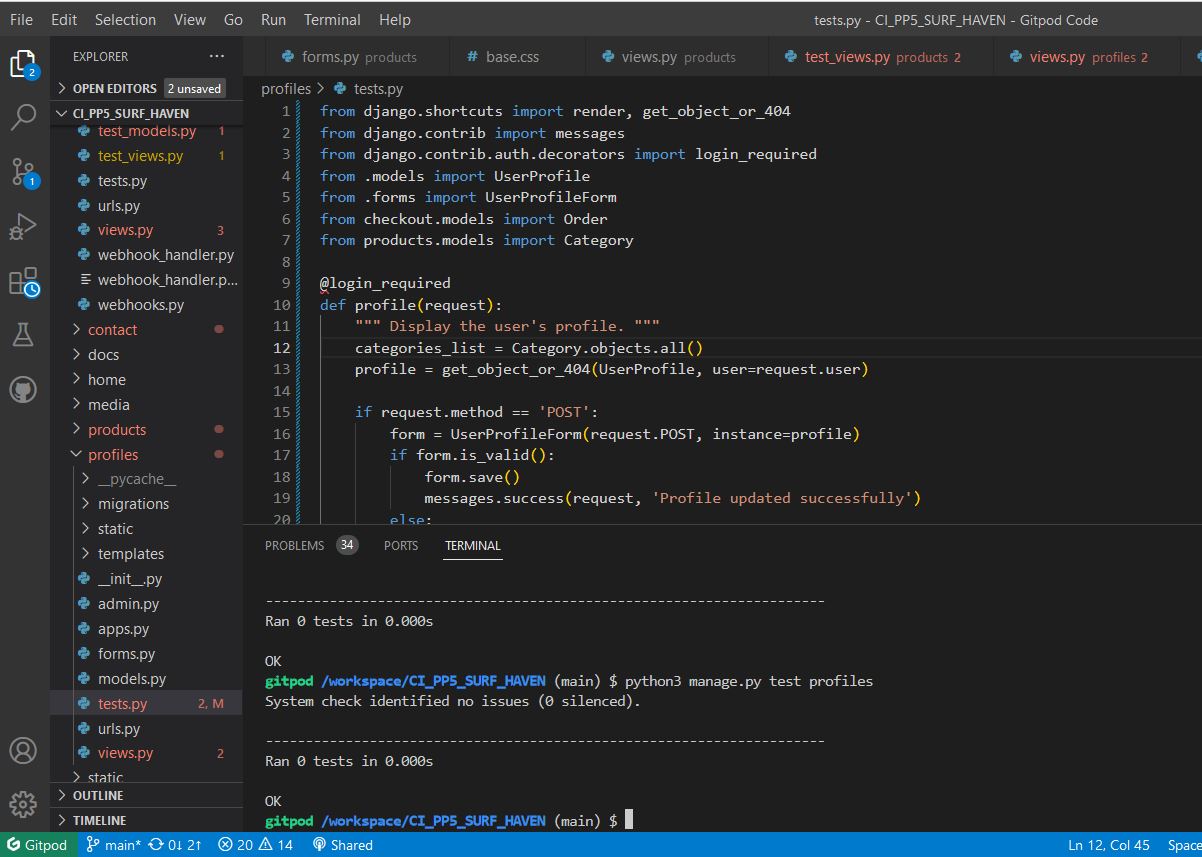 File Edit Selection View Go Run Terminal Help
tests.py - CI_PP5_SURF_HAVEN - Gitpod Code
EXPLORER ···
2
OPEN EDITORS 2 unsaved
CI_PP5_SURF_HAVEN
test_models.py 1
test_views.py 1
tests.py
urls.py
views.py 3
webhook_handler.py
webhook_handler.p...
webhooks.py
contact
docs
home
media
products
profiles
__pycache__
migrations
static
templates
__init__.py
admin.py
apps.py
forms.py
models.py
tests.py 2, M
urls.py
views.py 2
static
OUTLINE
TIMELINE
1
forms.py products
# base.css
views.py products
test_views.py products 2
views.py profiles 2
profiles > tests.py
1 from django.shortcuts import render, get_object_or_404
2 from django.contrib import messages
3 from django.contrib.auth.decorators import login_required
4 from .models import UserProfile
5 from .forms import UserProfileForm
6 from checkout.models import Order
7 from products.models import Category
8
9 @login_required
10 def profile(request):
11 """ Display the user's profile. """
12 categories_list = Category.objects.all()
13 profile = get_object_or_404(UserProfile, user=request.user)
14
15 if request.method == 'POST':
16 form = UserProfileForm(request.POST, instance=profile)
17 if form.is_valid():
18 form.save()
19 messages.success(request, 'Profile updated successfully')
20 else:
PROBLEMS 34 PORTS TERMINAL
----------------------------------------------------------------------
Ran 0 tests in 0.000s
OK
gitpod /workspace/CI_PP5_SURF_HAVEN (main) $ python3 manage.py test profiles
System check identified no issues (0 silenced).
----------------------------------------------------------------------
Ran 0 tests in 0.000s
OK
gitpod /workspace/CI_PP5_SURF_HAVEN (main) $
Gitpod main* 0↓ 2↑ 20 14 Shared
Ln 12, Col 45 Space